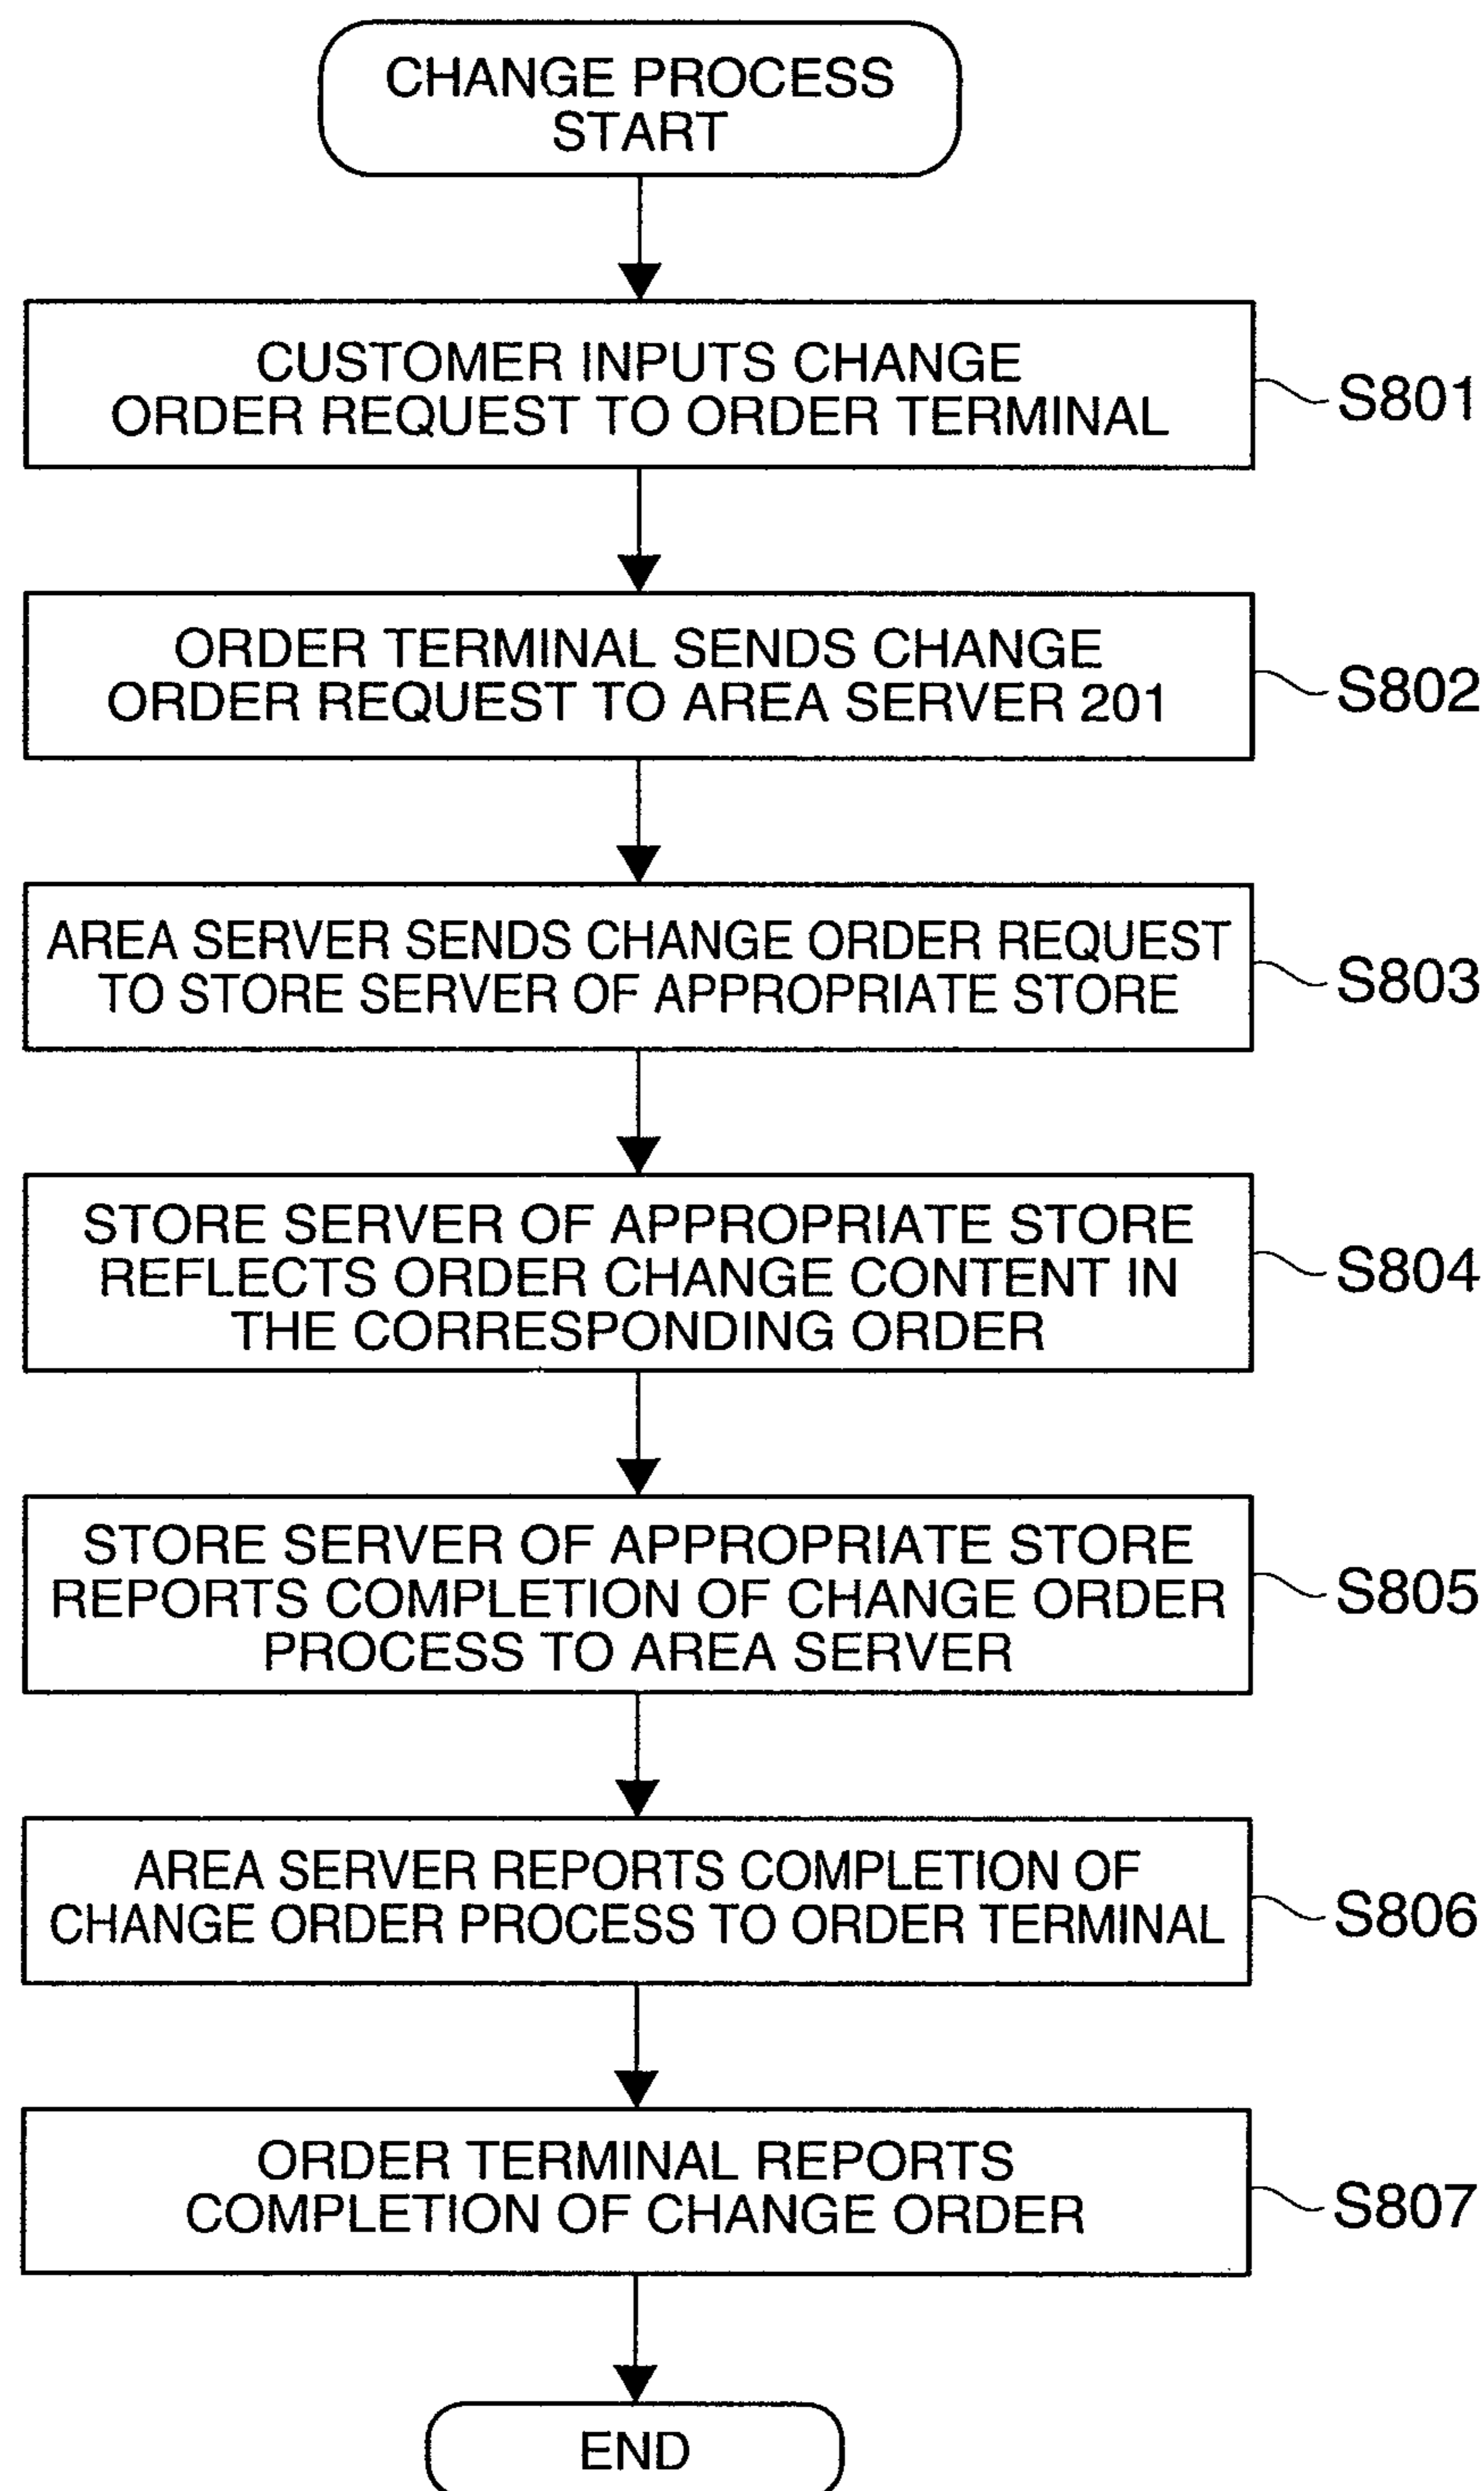 CHANGE PROCESS
START
CUSTOMER INPUTS CHANGE
ORDER REQUEST TO ORDER TERMINAL
S801
ORDER TERMINAL SENDS CHANGE
ORDER REQUEST TO AREA SERVER 201
S802
AREA SERVER SENDS CHANGE ORDER REQUEST
TO STORE SERVER OF APPROPRIATE STORE
S803
STORE SERVER OF APPROPRIATE STORE
REFLECTS ORDER CHANGE CONTENT IN
THE CORRESPONDING ORDER
S804
STORE SERVER OF APPROPRIATE STORE
REPORTS COMPLETION OF CHANGE ORDER
PROCESS TO AREA SERVER
S805
AREA SERVER REPORTS COMPLETION OF
CHANGE ORDER PROCESS TO ORDER TERMINAL
S806
ORDER TERMINAL REPORTS
COMPLETION OF CHANGE ORDER
S807
END